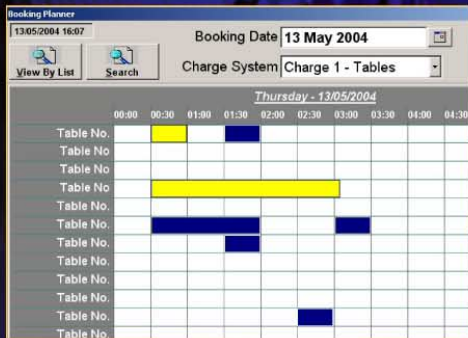 Booking Planner
13/05/2004 16:07
Booking Date 13 May 2004
View By List Search
Charge System Charge 1 - Tables
Thursday - 13/05/2004
00:00 00:30 01:00 01:30 02:00 02:30 03:00 03:30 04:00 04:30
Table No.
Table No
Table No
Table No
Table No.
Table No.
Table No.
Table No.
Table No.
Table No.
Table No.
Table No.